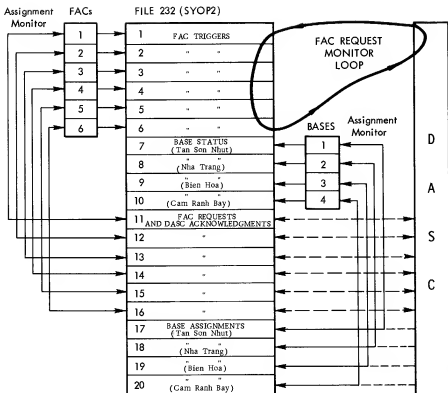 Assignment Monitor
FACs
FILE 232 (SYOP2)
1 1 FAC TRIGGERS
2 2 " "
3 3 " "
4 4 " "
5 5 " "
6 6 " "
FAC REQUEST
MONITOR
LOOP
BASES
Assignment
Monitor
7 BASE STATUS
(Tan Son Nhut)
8 "
(Nha Trang)
9 "
(Bien Hoa)
10 "
(Cam Ranh Bay)
1
2
3
4
11 FAC REQUESTS
AND DASC ACKNOWLEDGMENTS
12 "
13 "
14 "
15 "
16 "
17 BASE ASSIGNMENTS
(Tan Son Nhut)
18 "
(Nha Trang)
19 "
(Bien Hoa)
20 "
(Cam Ranh Bay)
D
A
S
C